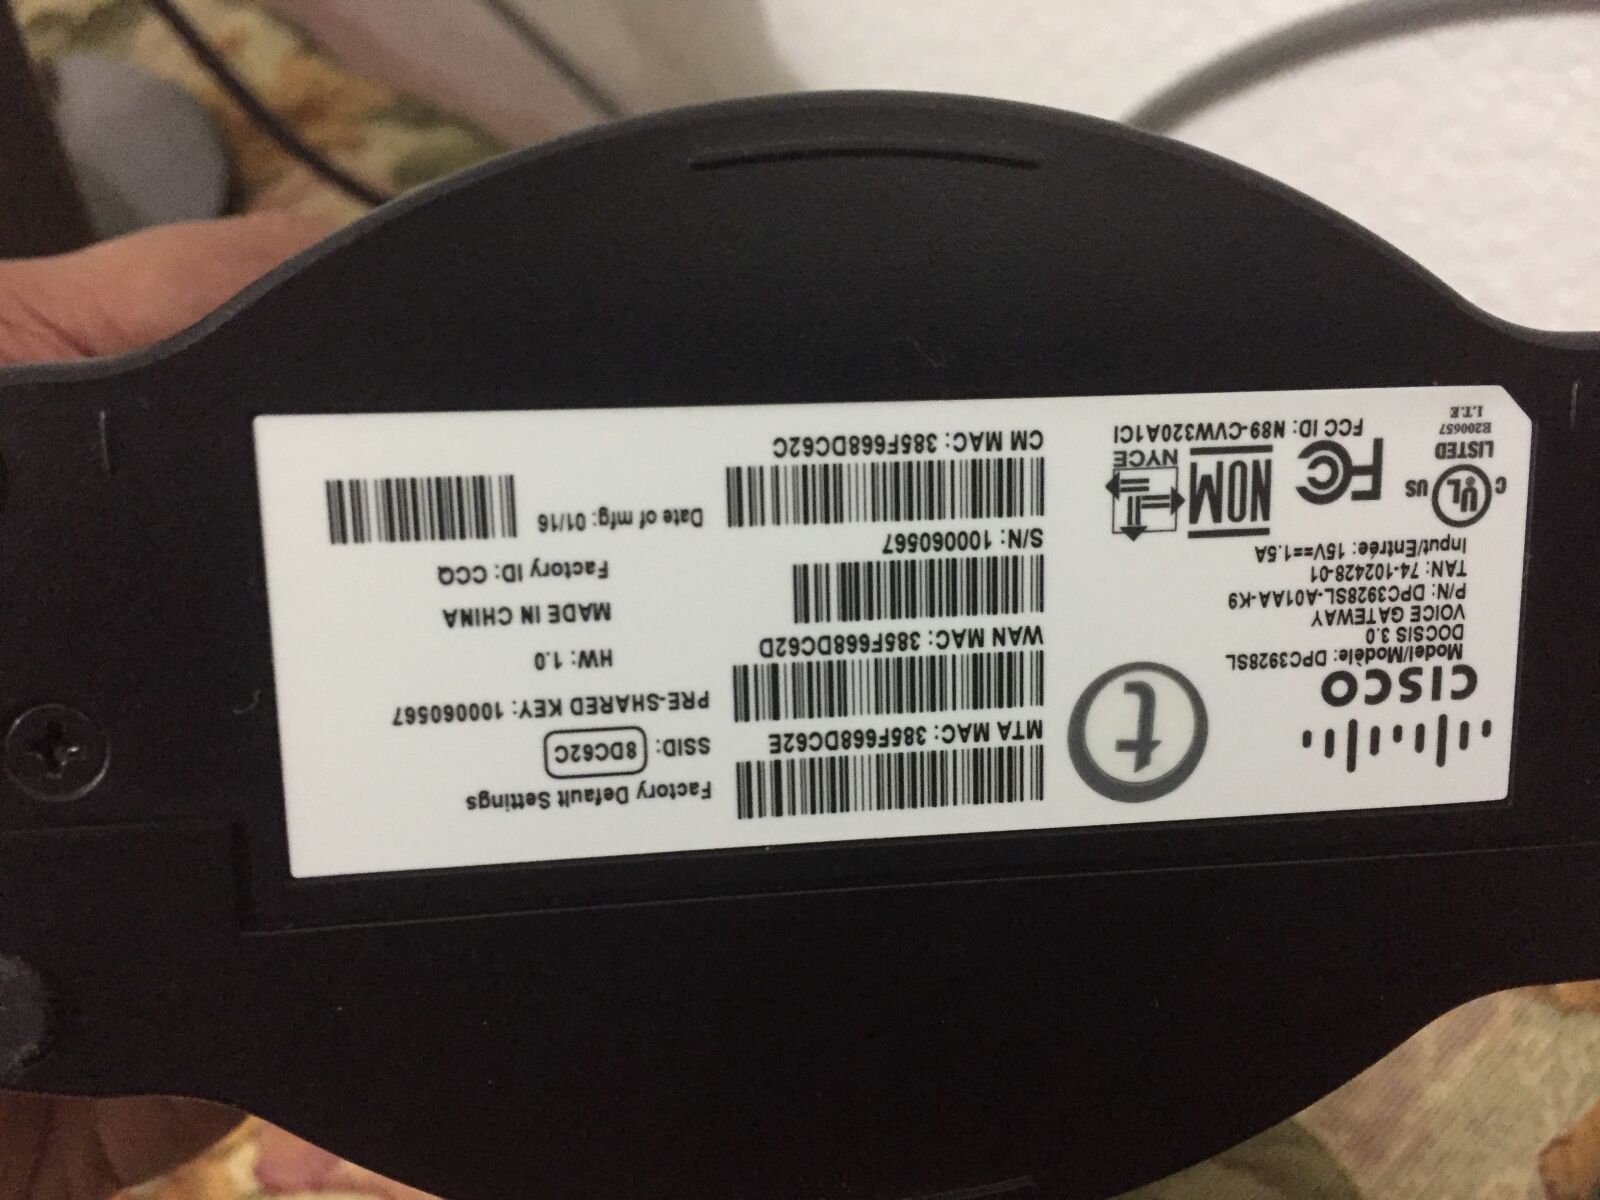 CISCO
Model/Modèle: DPC3928SL
DOCSIS 3.0
VOICE GATEWAY
P/N: DPC3928SL-A01AA-K9
TAN: 74-102428-01
Input/Entrée: 15V⎓1.5A
C UL US
LISTED
E200657
I.T.E
FC
NOM
NYCE
FCC ID: N89-CVW320A1CI
t
MTA MAC: 385F668DC62E
WAN MAC: 385F668DC62D
S/N: 100060567
CM MAC: 385F668DC62C
Factory Default Settings
SSID: 8DC62C
PRE-SHARED KEY: 100060567
HW: 1.0
MADE IN CHINA
Factory ID: CCQ
Date of mfg: 01/16